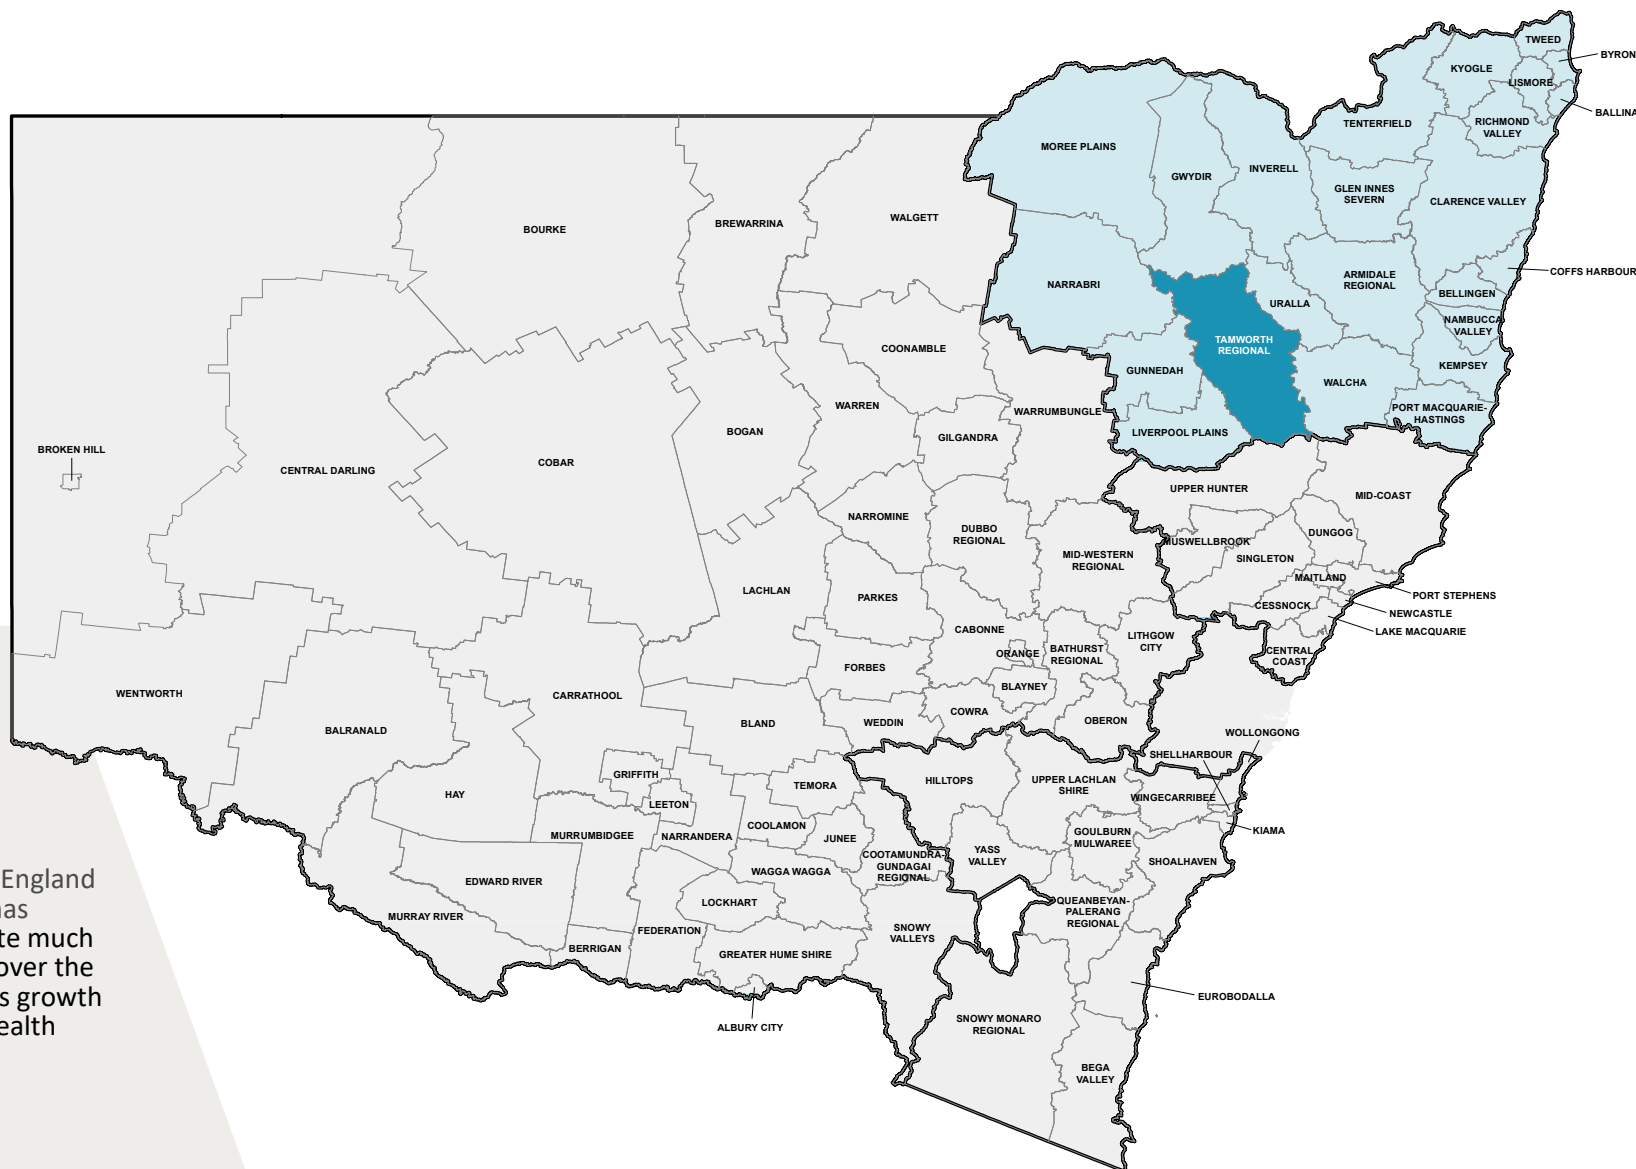 TWEED
BYRON
KYOGLE
LISMORE
BALLINA
TENTERFIELD
RICHMOND
VALLEY
MOREE PLAINS
GWYDIR
INVERELL
GLEN INNES
SEVERN
CLARENCE VALLEY
BOURKE
BREWARRINA
WALGETT
COFFS HARBOUR
NARRABRI
ARMIDALE
REGIONAL
BELLINGEN
URALLA
NAMBUCCA
VALLEY
TAMWORTH
REGIONAL
COONAMBLE
GUNNEDAH
WALCHA
KEMPSEY
WARREN
WARRUMBUNGLE
PORT MACQUARIE-
HASTINGS
BOGAN
GILGANDRA
LIVERPOOL PLAINS
BROKEN HILL
CENTRAL DARLING
COBAR
UPPER HUNTER
MID-COAST
NARROMINE
DUBBO
REGIONAL
DUNGOG
MUSWELLBROOK
MID-WESTERN
REGIONAL
SINGLETON
MAITLAND
LACHLAN
PARKES
PORT STEPHENS
CESSNOCK
NEWCASTLE
CABONNE
LAKE MACQUARIE
LITHGOW
CITY
ORANGE
BATHURST
REGIONAL
CENTRAL
COAST
FORBES
BLAYNEY
WENTWORTH
CARRATHOOL
COWRA
OBERON
BLAND
WEDDIN
BALRANALD
WOLLONGONG
SHELLHARBOUR
GRIFFITH
HILLTOPS
UPPER LACHLAN
SHIRE
TEMORA
HAY
LEETON
WINGECARRIBEE
COOLAMON
MURRUMBIDGEE
NARRANDERA
JUNEE
GOULBURN
MULWAREE
KIAMA
YASS
VALLEY
COOTAMUNDRA-
GUNDAGAI
REGIONAL
SHOALHAVEN
WAGGA WAGGA
EDWARD RIVER
LOCKHART
QUEANBEYAN-
PALERANG
REGIONAL
MURRAY RIVER
FEDERATION
SNOWY
VALLEYS
BERRIGAN
GREATER HUME SHIRE
EUROBODALLA
ALBURY CITY
SNOWY MONARO
REGIONAL
BEGA
VALLEY
England
has
te much
over the
s growth
ealth